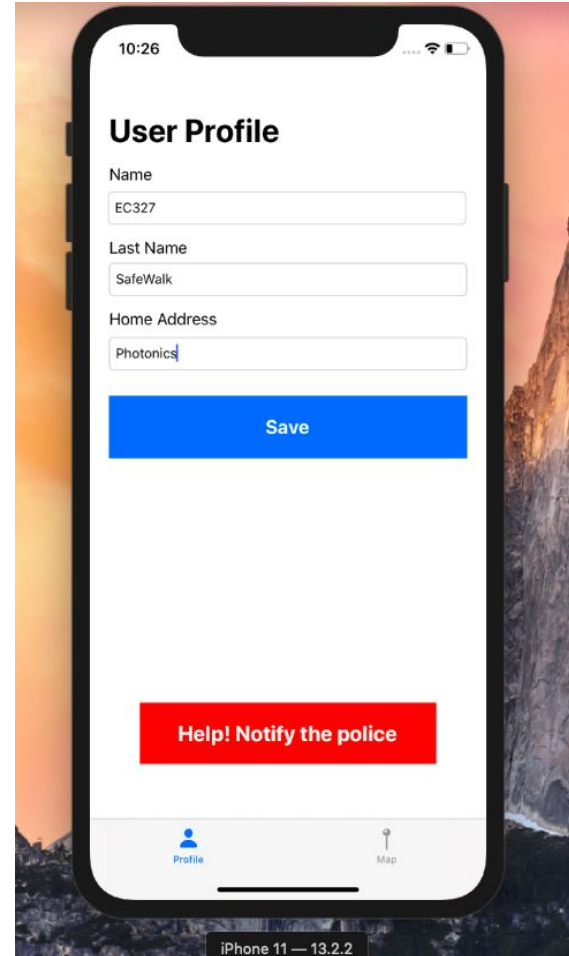 10:26
User Profile
Name
EC327
Last Name
SafeWalk
Home Address
Photonics
Save
Help! Notify the police
Profile
Map
iPhone 11 — 13.2.2